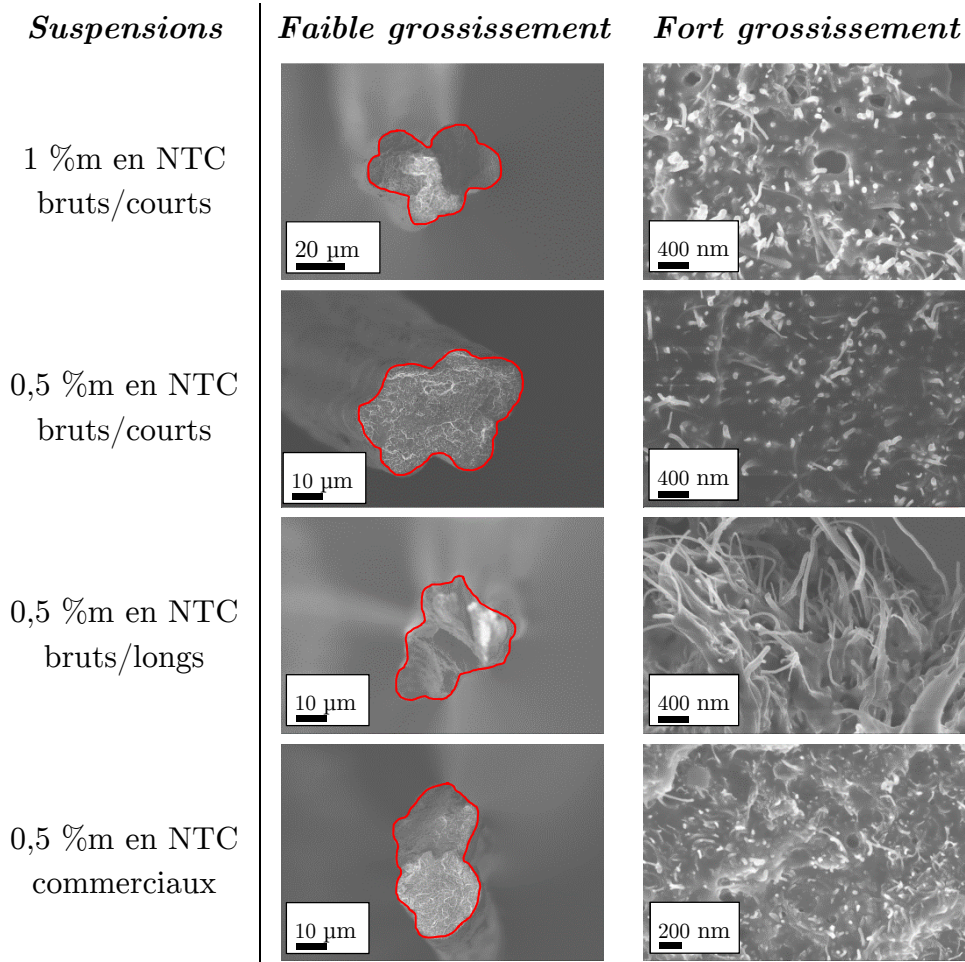 Suspensions Faible grossissement Fort grossissement
1 %m en NTC
bruts/courts
20 µm
400 nm
0,5 %m en NTC
bruts/courts
10 µm
400 nm
0,5 %m en NTC
bruts/longs
10 µm
400 nm
0,5 %m en NTC
commerciaux
10 µm
200 nm